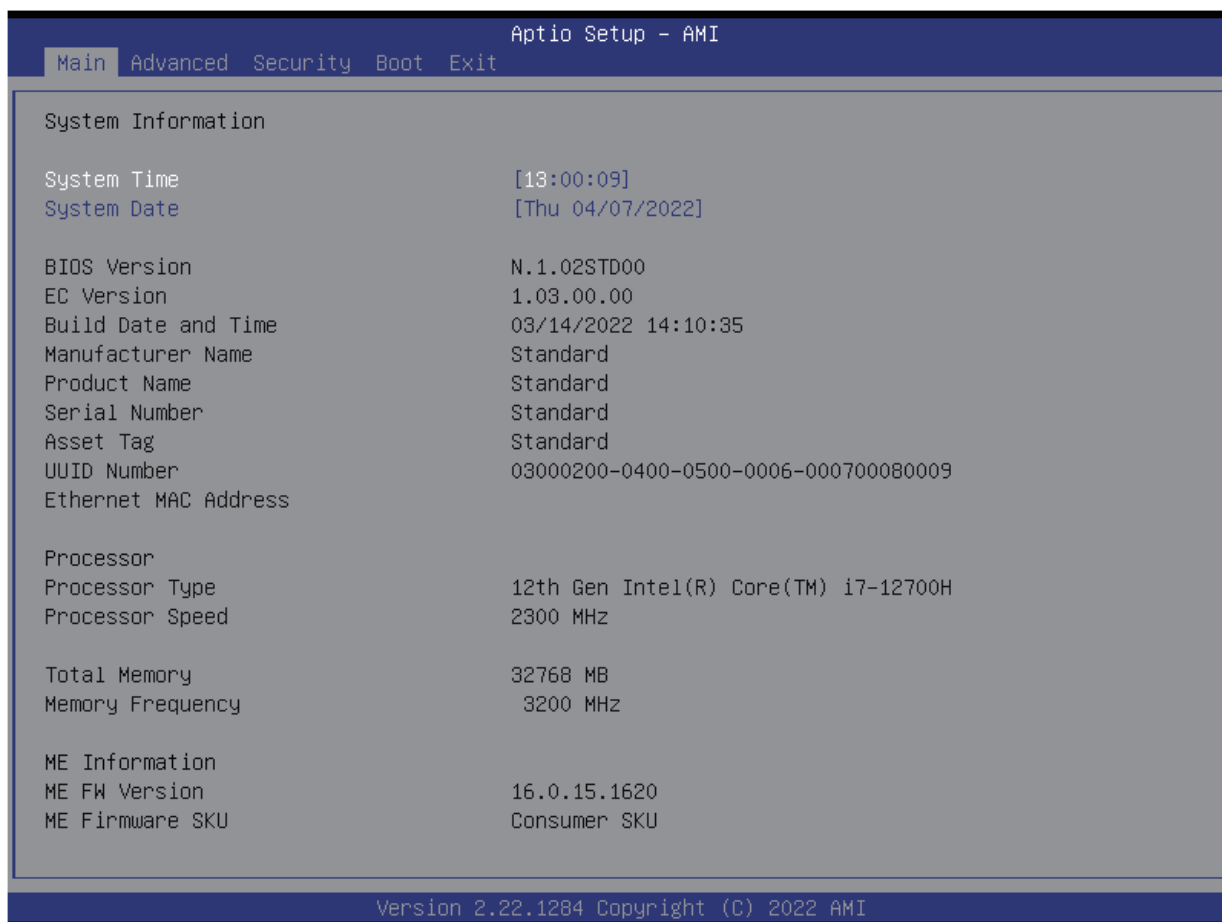 Aptio Setup - AMI
Main Advanced Security Boot Exit
System Information
System Time [13:00:09]
System Date [Thu 04/07/2022]
BIOS Version N.1.02STD00
EC Version 1.03.00.00
Build Date and Time 03/14/2022 14:10:35
Manufacturer Name Standard
Product Name Standard
Serial Number Standard
Asset Tag Standard
UUID Number 03000200-0400-0500-0006-000700080009
Ethernet MAC Address
Processor
Processor Type 12th Gen Intel(R) Core(TM) i7-12700H
Processor Speed 2300 MHz
Total Memory 32768 MB
Memory Frequency 3200 MHz
ME Information
ME FW Version 16.0.15.1620
ME Firmware SKU Consumer SKU
Version 2.22.1284 Copyright (C) 2022 AMI